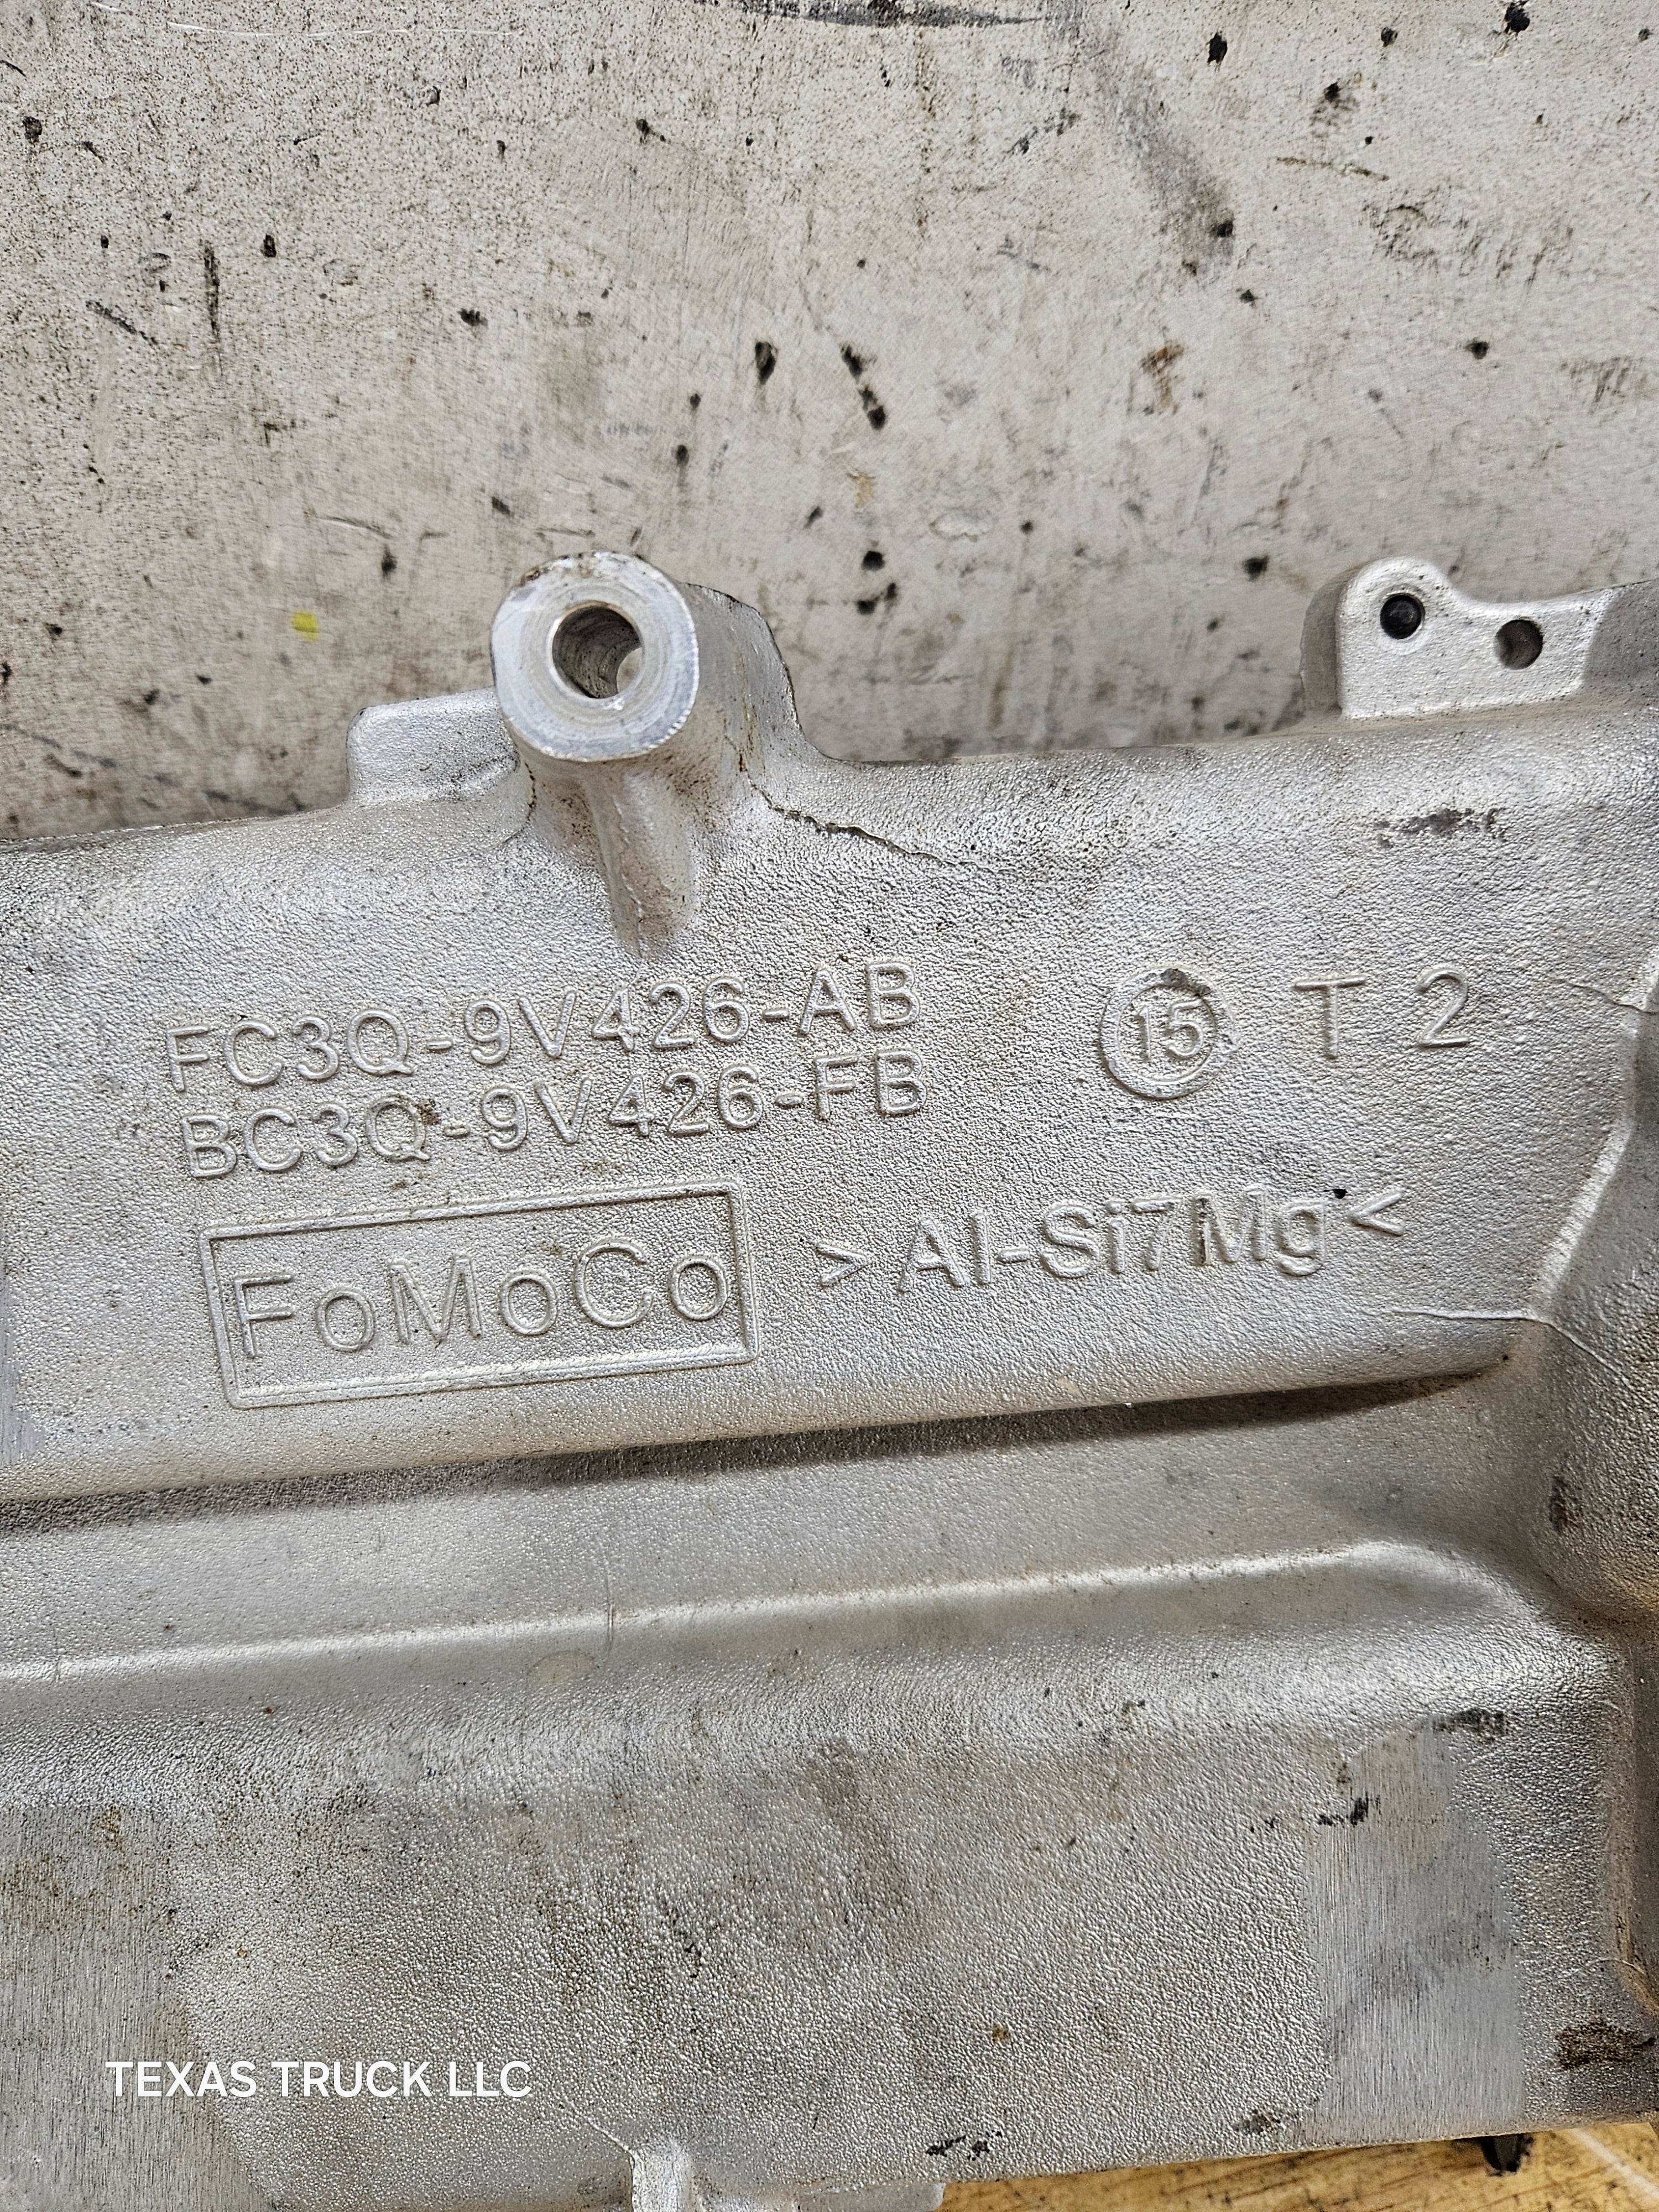 FC3Q-9V426-AB
BC3Q-9V426-FB
15 T 2
FoMoCo
>Al-Si7Mg<
TEXAS TRUCK LLC